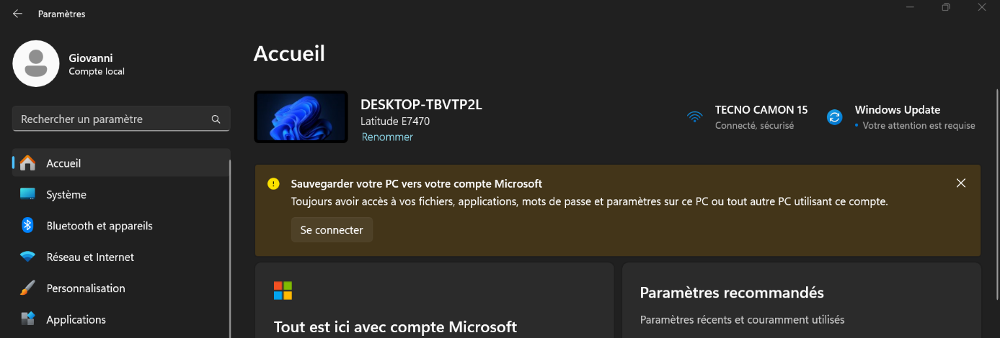 Paramètres
Giovanni
Compte local
Rechercher un paramètre
Accueil
Système
Bluetooth et appareils
Réseau et Internet
Personnalisation
Applications
Accueil
DESKTOP-TBVTP2L
Latitude E7470
Renommer
TECNO CAMON 15
Connecté, sécurisé
Windows Update
• Votre attention est requise
Sauvegarder votre PC vers votre compte Microsoft
Toujours avoir accès à vos fichiers, applications, mots de passe et paramètres sur ce PC ou tout autre PC utilisant ce compte.
Se connecter
Tout est ici avec compte Microsoft
Paramètres recommandés
Paramètres récents et couramment utilisés